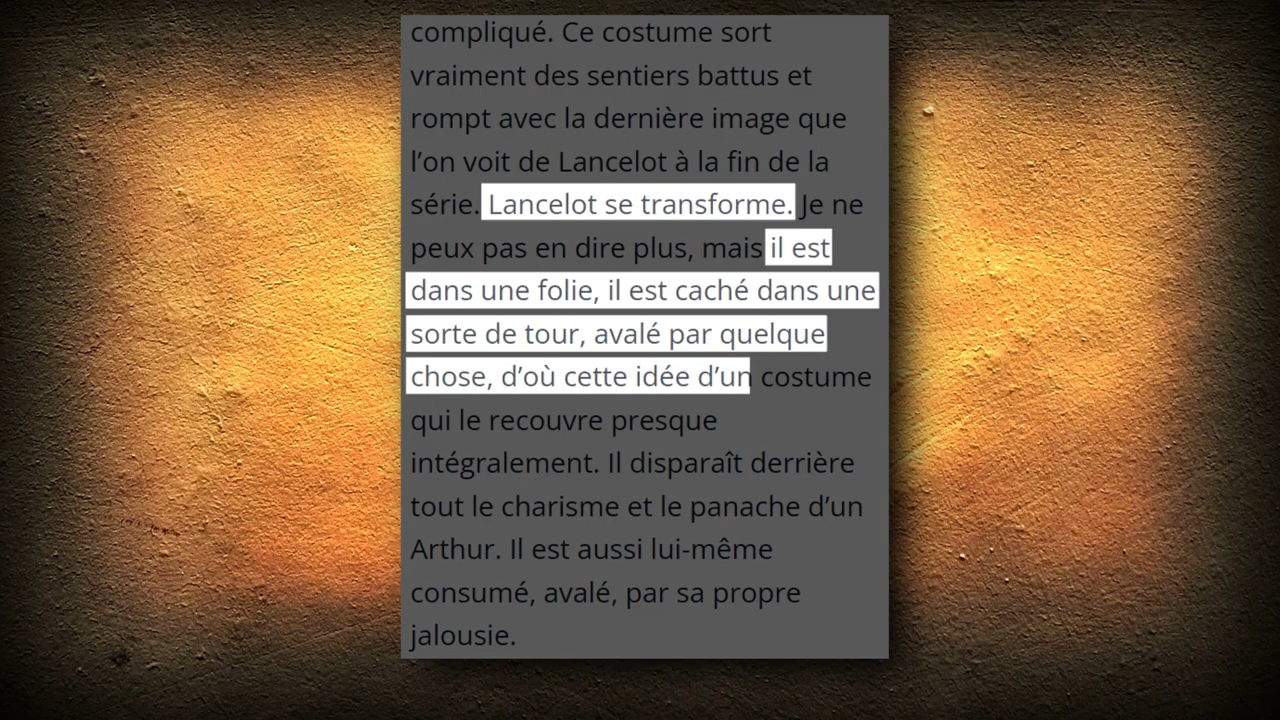 compliqué. Ce costume sort
vraiment des sentiers battus et
rompt avec la dernière image que
l’on voit de Lancelot à la fin de la
série. Lancelot se transforme. Je ne
peux pas en dire plus, mais il est
dans une folie, il est caché dans une
sorte de tour, avalé par quelque
chose, d’où cette idée d’un costume
qui le recouvre presque
intégralement. Il disparaît derrière
tout le charisme et le panache d’un
Arthur. Il est aussi lui-même
consumé, avalé, par sa propre
jalousie.